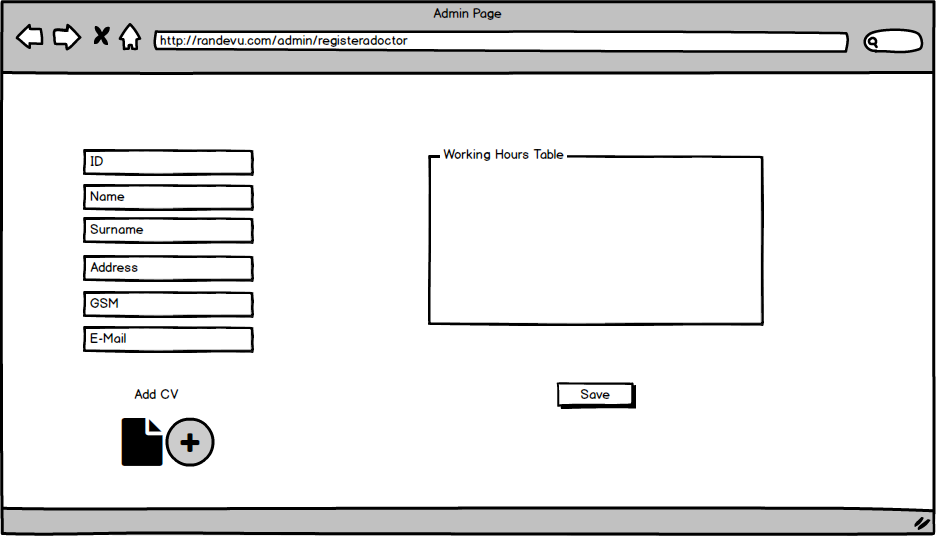 Admin Page
http://randevu.com/admin/registeradoctor
ID
Name
Surname
Address
GSM
E-Mail
Add CV
Working Hours Table
Save